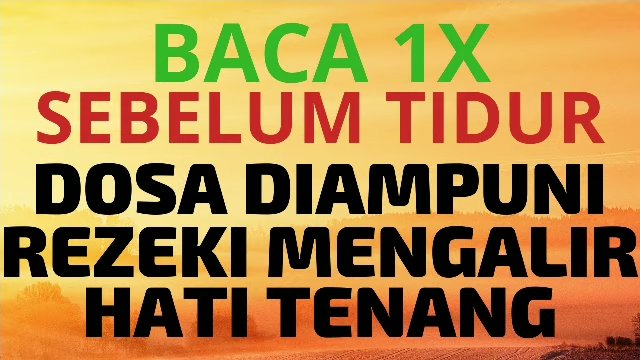 BACA 1X
SEBELUM TIDUR
DOSA DIAMPUNI
REZEKI MENGALIR
HATI TENANG